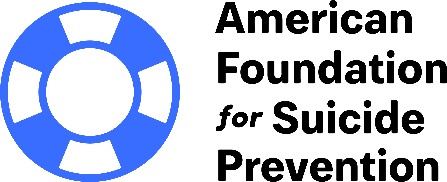 American
Foundation
for Suicide
Prevention